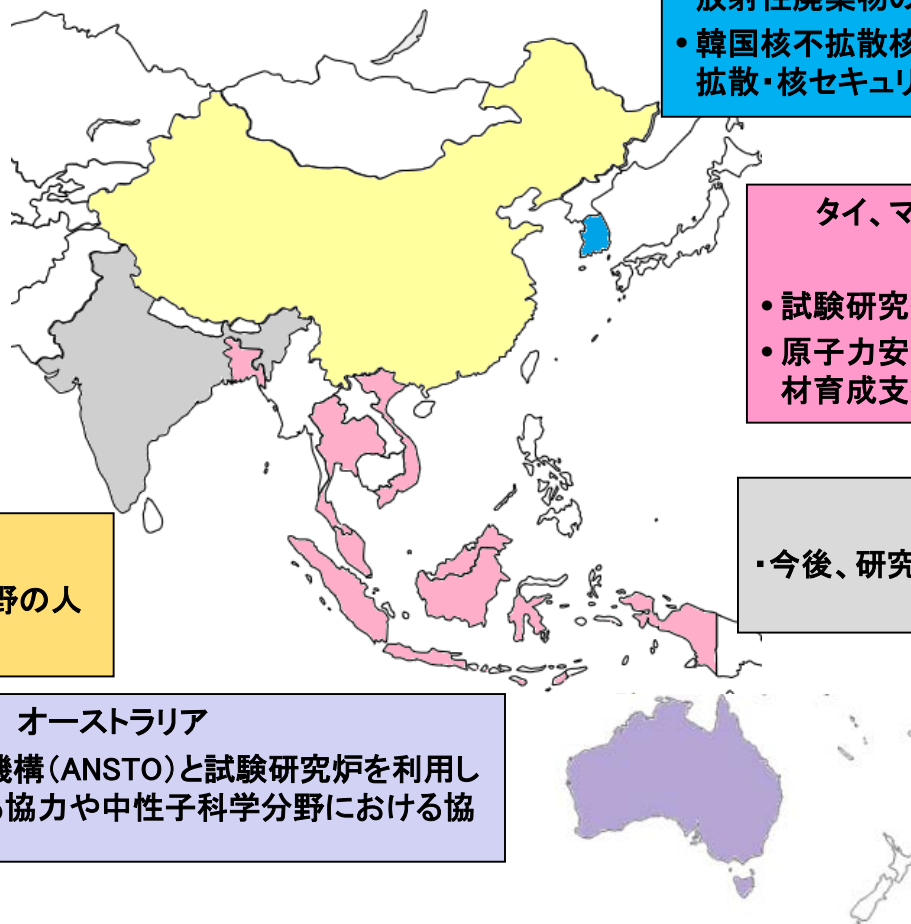 放射性廃棄物の
• 韓国核不拡散核
拡散・核セキュリ
タイ、マ
• 試験研究
• 原子力安
材育成支
・今後、研究
野の人
オーストラリア
機構(ANSTO)と試験研究炉を利用し
る協力や中性子科学分野における協